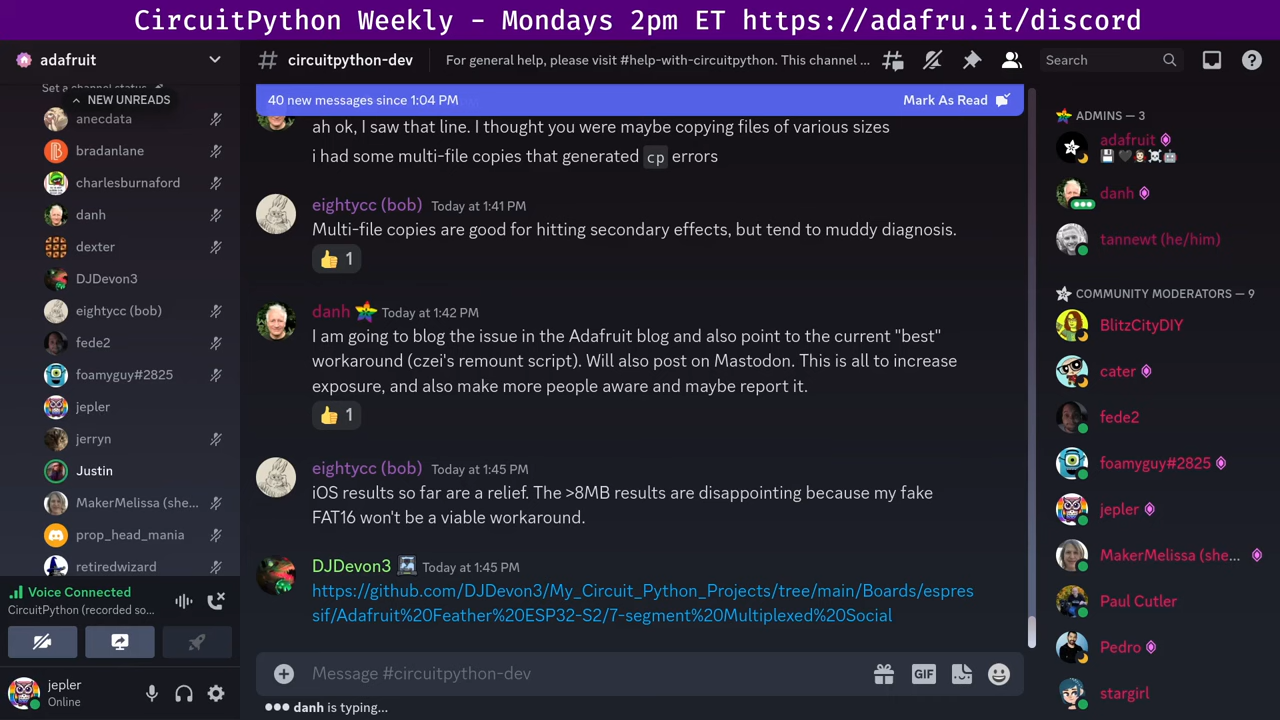 CircuitPython Weekly - Mondays 2pm ET https://adafru.it/discord
adafruit
# circuitpython-dev
For general help, please visit #help-with-circuitpython. This channel ...
Search
NEW UNREADS
anecdata
bradanlane
charlesburnaford
danh
dexter
DJDevon3
eightycc (bob)
fede2
foamyguy#2825
jepler
jerryn
Justin
MakerMelissa (she...
prop_head_mania
retiredwizard
Voice Connected
CircuitPython (recorded so...
jepler
Online
40 new messages since 1:04 PM
Mark As Read
ah ok, I saw that line. I thought you were maybe copying files of various sizes
i had some multi-file copies that generated cp errors
eightycc (bob) Today at 1:41 PM
Multi-file copies are good for hitting secondary effects, but tend to muddy diagnosis.
1
danh Today at 1:42 PM
I am going to blog the issue in the Adafruit blog and also point to the current "best"
workaround (czei's remount script). Will also post on Mastodon. This is all to increase
exposure, and also make more people aware and maybe report it.
1
eightycc (bob) Today at 1:45 PM
iOS results so far are a relief. The >8MB results are disappointing because my fake
FAT16 won't be a viable workaround.
DJDevon3 Today at 1:45 PM
https://github.com/DJDevon3/My_Circuit_Python_Projects/tree/main/Boards/espres
sif/Adafruit%20Feather%20ESP32-S2/7-segment%20Multiplexed%20Social
Message #circuitpython-dev
GIF
danh is typing...
ADMINS — 3
adafruit
danh
tannewt (he/him)
COMMUNITY MODERATORS — 9
BlitzCityDIY
cater
fede2
foamyguy#2825
jepler
MakerMelissa (she...
Paul Cutler
Pedro
stargirl